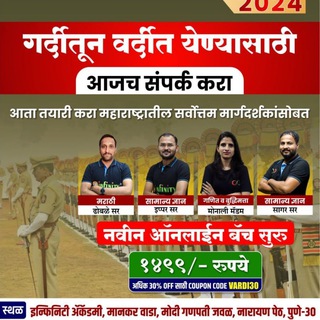 2024
गर्दीतून वर्दीत येण्यासाठी
आजच संपर्क करा
आता तयारी करा महाराष्ट्रातील सर्वोत्तम मार्गदर्शकांसोबत
मराठी
ढोबळे सर
सामान्य ज्ञान
इप्पर सर
गणित व बुद्धिमत्ता
मोनाली मॅडम
सामान्य ज्ञान
सागर सर
नवीन ऑनलाईन बॅच सुरु
१४९९/- रुपये
अधिक 30% OFF साठी COUPON CODE VARDI30
स्थळ इन्फिनिटी अ‍ॅकॅडमी, मानकर वाडा, मोदी गणपती जवळ, नारायण पेठ, पुणे-30